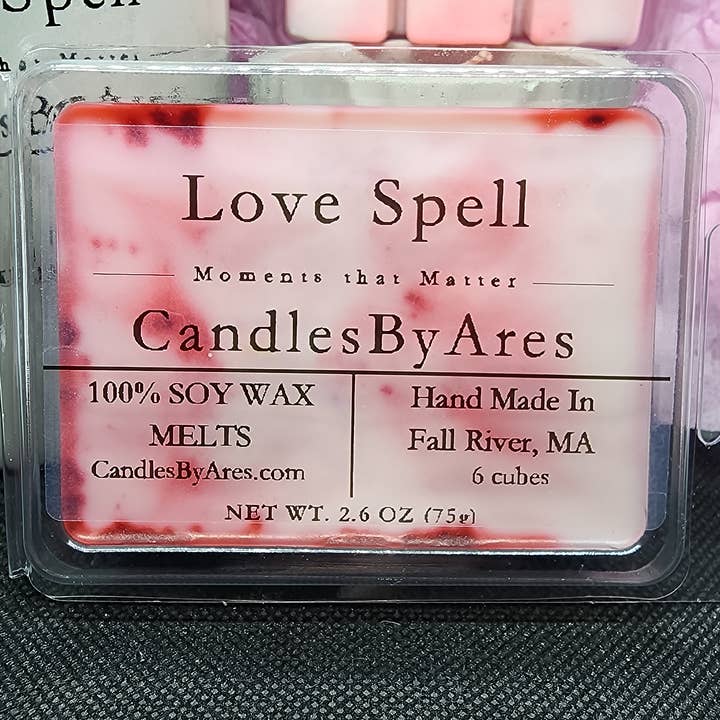 Spell
Love Spell
Moments that Matter
CandlesByAres
100% SOY WAX
MELTS
CandlesByAres.com
Hand Made In
Fall River, MA
6 cubes
NET WT. 2.6 OZ (75g)